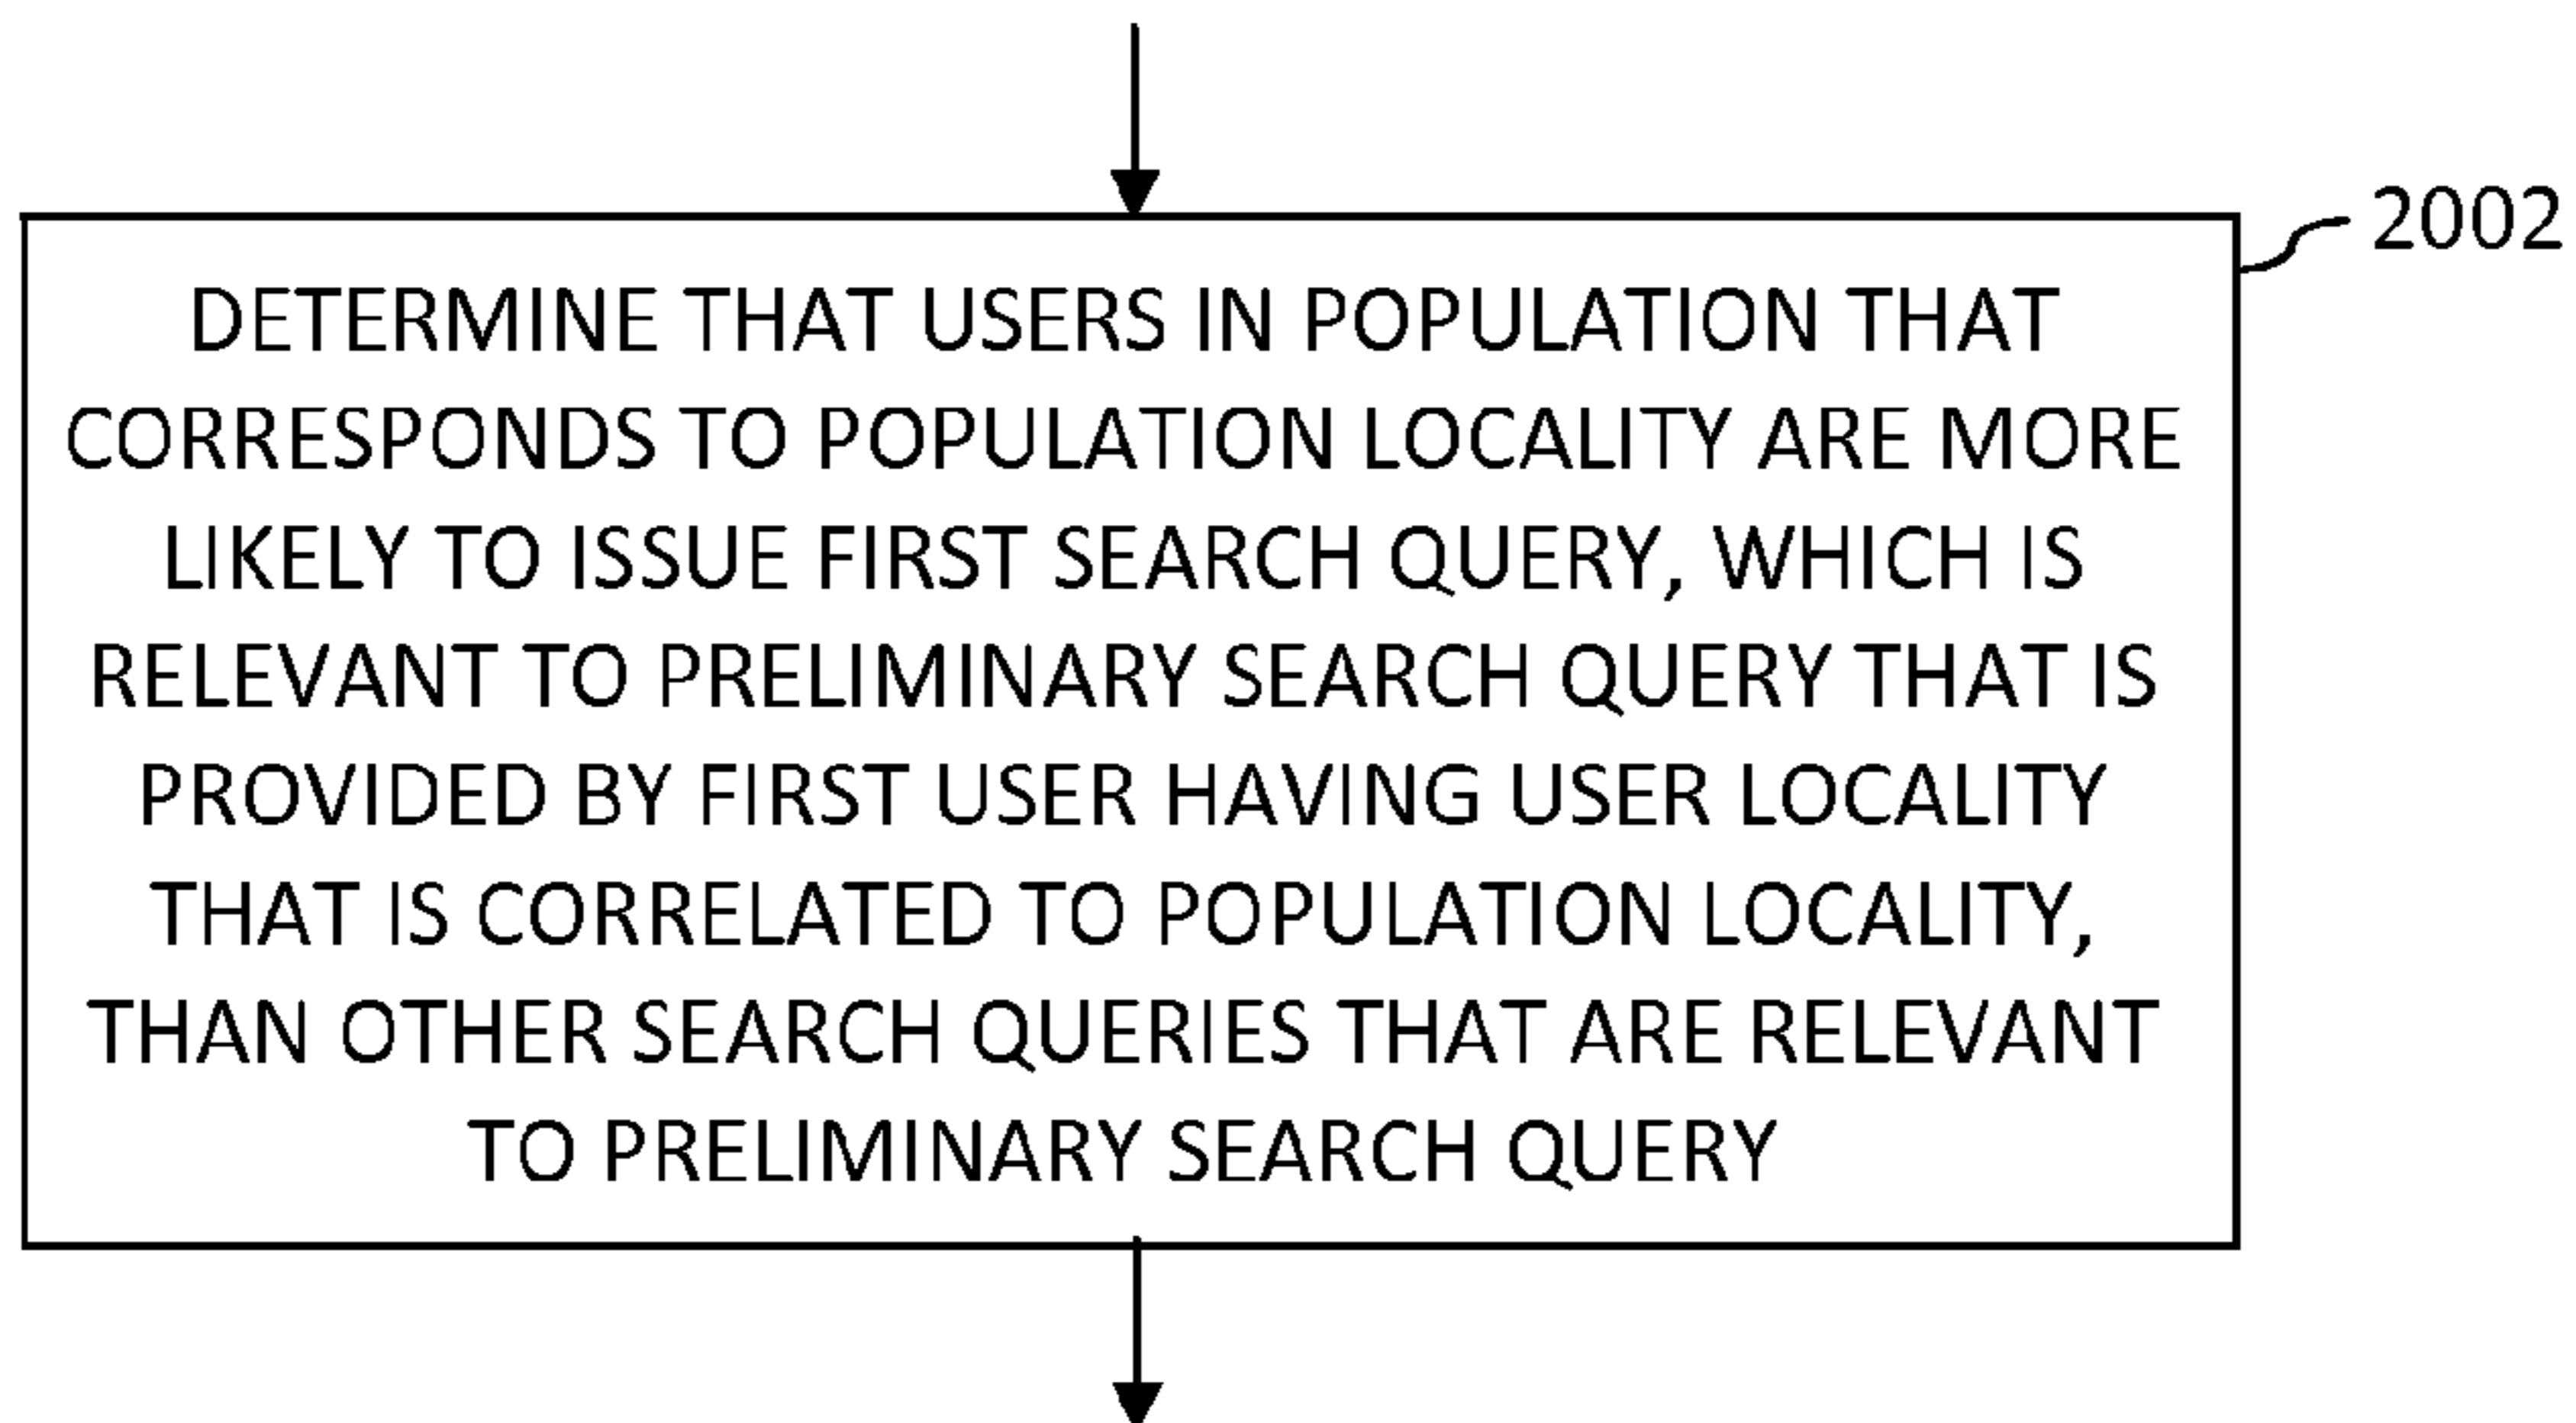 2002
DETERMINE THAT USERS IN POPULATION THAT
CORRESPONDS TO POPULATION LOCALITY ARE MORE
LIKELY TO ISSUE FIRST SEARCH QUERY, WHICH IS
RELEVANT TO PRELIMINARY SEARCH QUERY THAT IS
PROVIDED BY FIRST USER HAVING USER LOCALITY
THAT IS CORRELATED TO POPULATION LOCALITY,
THAN OTHER SEARCH QUERIES THAT ARE RELEVANT
TO PRELIMINARY SEARCH QUERY